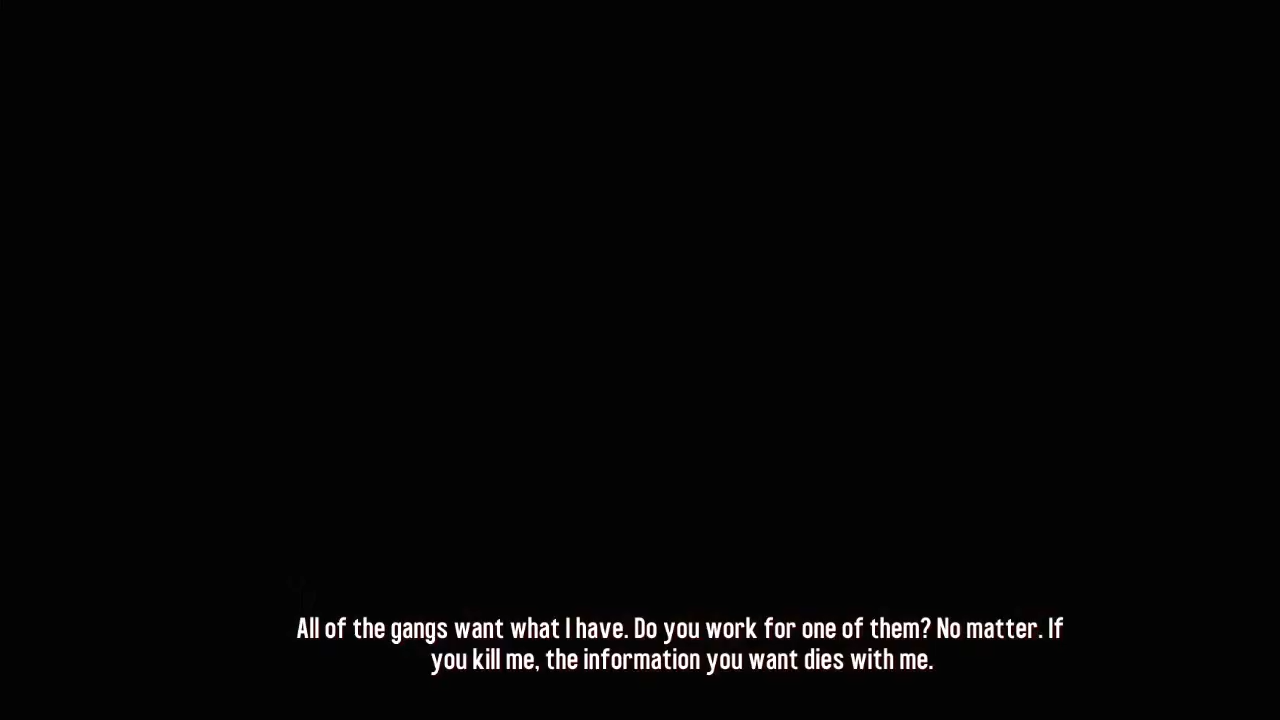 All of the gangs want what I have. Do you work for one of them? No matter. If
you kill me, the information you want dies with me.